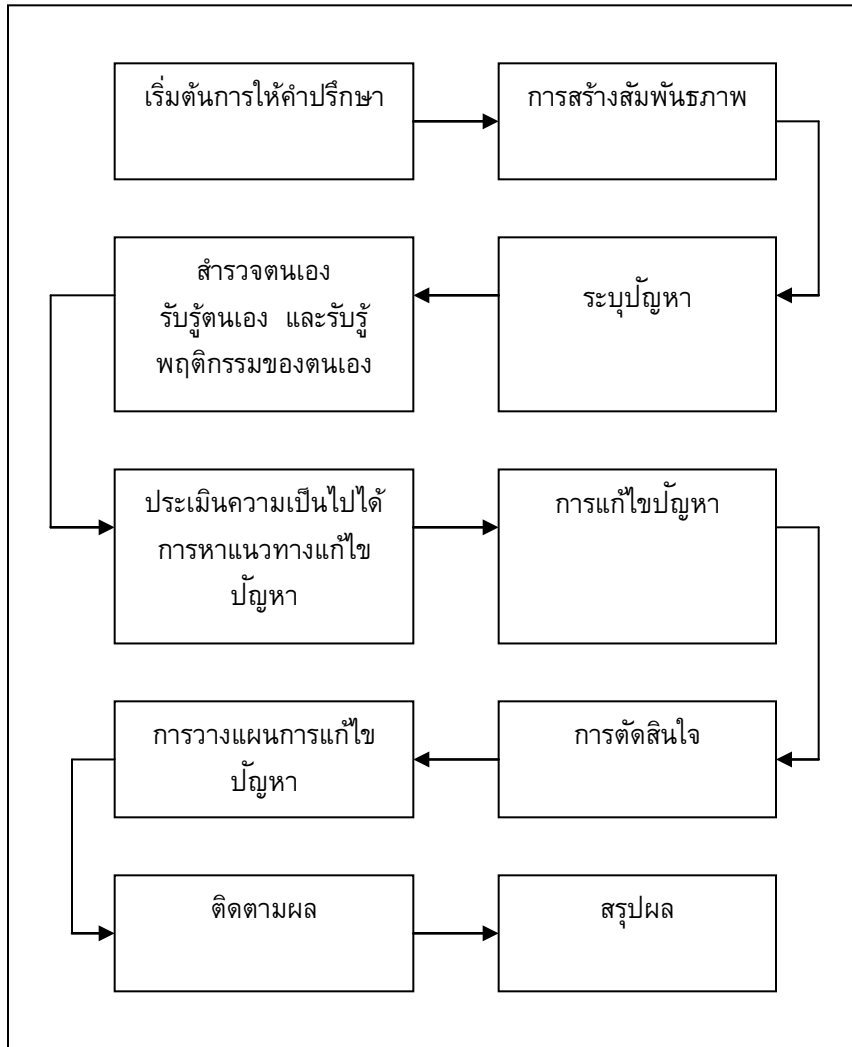 เริ่มต้นการให้คำปรึกษา
การสร้างสัมพันธภาพ
ระบุปัญหา
สำรวจตนเอง
รับรู้ตนเอง และรับรู้
พฤติกรรมของตนเอง
ประเมินความเป็นไปได้
การหาแนวทางแก้ไข
ปัญหา
การแก้ไขปัญหา
การตัดสินใจ
การวางแผนการแก้ไข
ปัญหา
ติดตามผล
สรุปผล